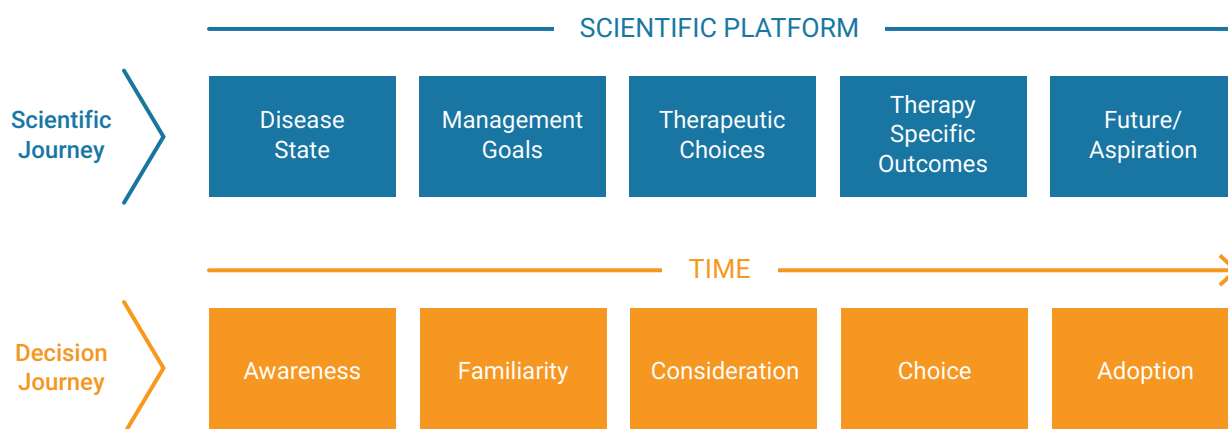 SCIENTIFIC PLATFORM
Scientific
Journey
Disease
State
Management
Goals
Therapeutic
Choices
Therapy
Specific
Outcomes
Future/
Aspiration
TIME
Decision
Journey
Awareness
Familiarity
Consideration
Choice
Adoption